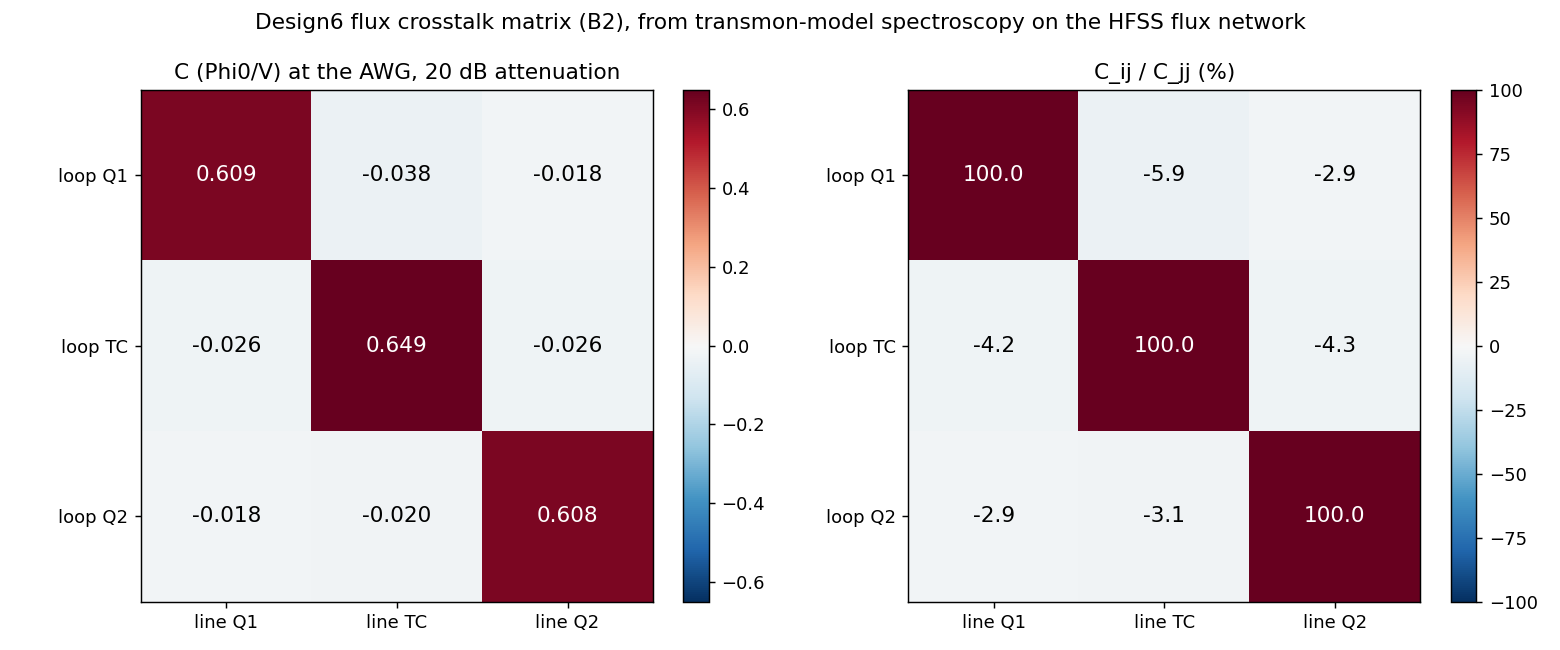 Design6 flux crosstalk matrix (B2), from transmon-model spectroscopy on the HFSS flux network
C (Phi0/V) at the AWG, 20 dB attenuation
loop Q1
loop TC
loop Q2
0.609 -0.038 -0.018
-0.026 0.649 -0.026
-0.018 -0.020 0.608
line Q1 line TC line Q2
0.6
0.4
0.2
0.0
−0.2
−0.4
−0.6
C_ij / C_jj (%)
loop Q1
loop TC
loop Q2
100.0 -5.9 -2.9
-4.2 100.0 -4.3
-2.9 -3.1 100.0
line Q1 line TC line Q2
100
75
50
25
0
−25
−50
−75
−100